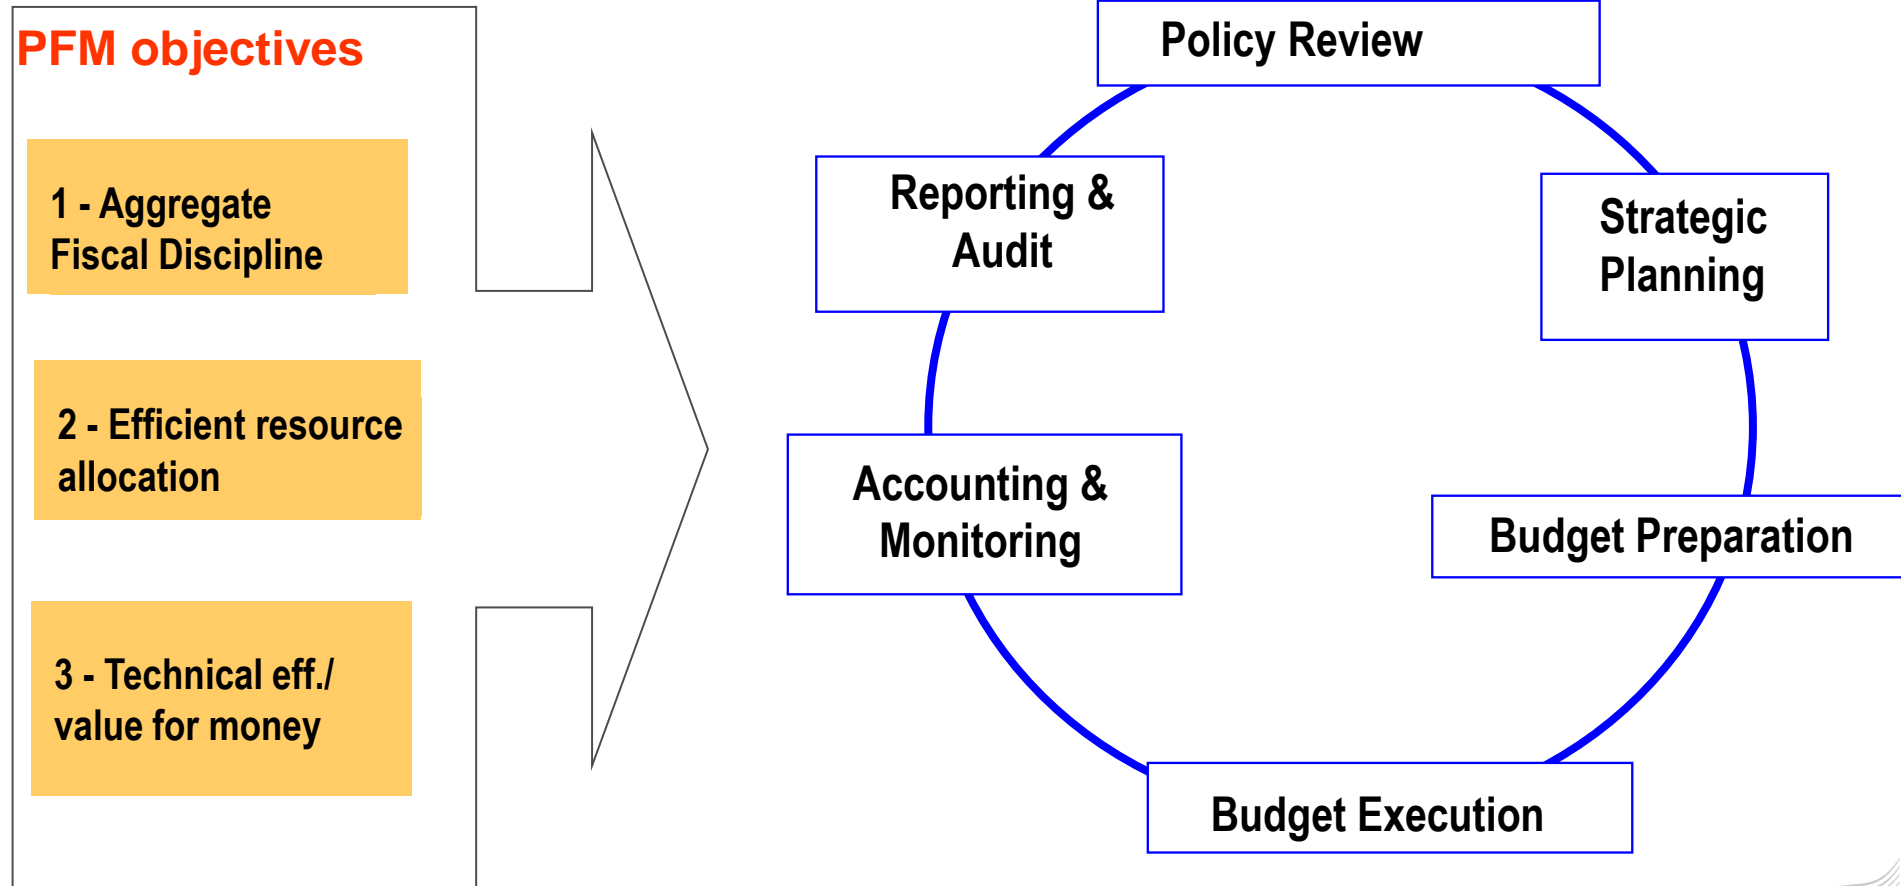 PFM objectives
1 - Aggregate
Fiscal Discipline
2 - Efficient resource
allocation
3 - Technical eff./
value for money
Policy Review
Strategic
Planning
Budget Preparation
Budget Execution
Accounting &
Monitoring
Reporting &
Audit